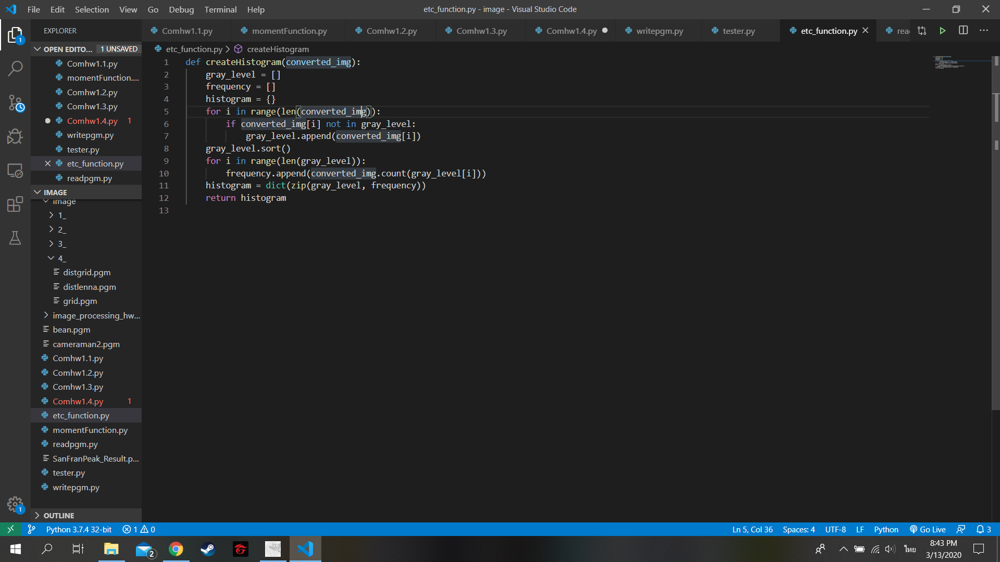 File Edit Selection View Go Debug Terminal Help
etc_function.py - image - Visual Studio Code
EXPLORER
Comhw1.1.py momentFunction.py Comhw1.2.py Comhw1.3.py Comhw1.4.py writepgm.py tester.py etc_function.py rea
OPEN EDITO... 1 UNSAVED
Comhw1.1.py
momentFunction....
Comhw1.2.py
Comhw1.3.py
Comhw1.4.py 1
writepgm.py
tester.py
etc_function.py
readpgm.py
IMAGE
image
1_
2_
3_
4_
distgrid.pgm
distlenna.pgm
grid.pgm
image_processing_hw...
bean.pgm
cameraman2.pgm
Comhw1.1.py
Comhw1.2.py
Comhw1.3.py
Comhw1.4.py 1
etc_function.py
momentFunction.py
readpgm.py
SanFranPeak_Result.p...
tester.py
writepgm.py
OUTLINE
etc_function.py > createHistogram
1 def createHistogram(converted_img):
2 gray_level = []
3 frequency = []
4 histogram = {}
5 for i in range(len(converted_img)):
6 if converted_img[i] not in gray_level:
7 gray_level.append(converted_img[i])
8 gray_level.sort()
9 for i in range(len(gray_level)):
10 frequency.append(converted_img.count(gray_level[i]))
11 histogram = dict(zip(gray_level, frequency))
12 return histogram
13
1
1
Python 3.7.4 32-bit 1 0
Ln 5, Col 36 Spaces: 4 UTF-8 LF Python Go Live 3
2
ไทย
8:43 PM
3/13/2020